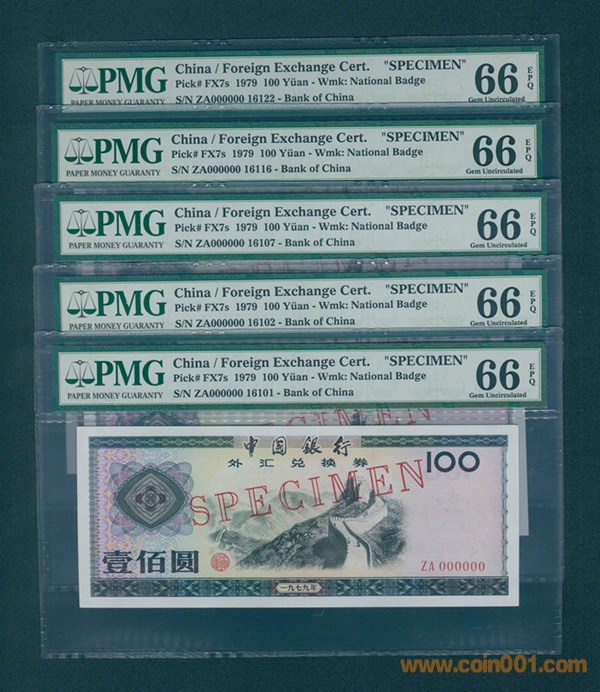 PMG
PAPER MONEY GUARANTY
China / Foreign Exchange Cert. "SPECIMEN"
Pick# FX7s 1979 100 Yüan - Wmk: National Badge
S/N ZA000000 16122 - Bank of China
66 EPQ
Gem Uncirculated
PMG
PAPER MONEY GUARANTY
China / Foreign Exchange Cert. "SPECIMEN"
Pick# FX7s 1979 100 Yüan - Wmk: National Badge
S/N ZA000000 16116 - Bank of China
66 EPQ
Gem Uncirculated
PMG
PAPER MONEY GUARANTY
China / Foreign Exchange Cert. "SPECIMEN"
Pick# FX7s 1979 100 Yüan - Wmk: National Badge
S/N ZA000000 16107 - Bank of China
66 EPQ
Gem Uncirculated
PMG
PAPER MONEY GUARANTY
China / Foreign Exchange Cert. "SPECIMEN"
Pick# FX7s 1979 100 Yüan - Wmk: National Badge
S/N ZA000000 16102 - Bank of China
66 EPQ
Gem Uncirculated
PMG
PAPER MONEY GUARANTY
China / Foreign Exchange Cert. "SPECIMEN"
Pick# FX7s 1979 100 Yüan - Wmk: National Badge
S/N ZA000000 16101 - Bank of China
66 EPQ
Gem Uncirculated
SPECIMEN
中国银行
外汇兑换券
100
SPECIMEN
壹佰圆
ZA 000000
一九七九年
www.coin001.com